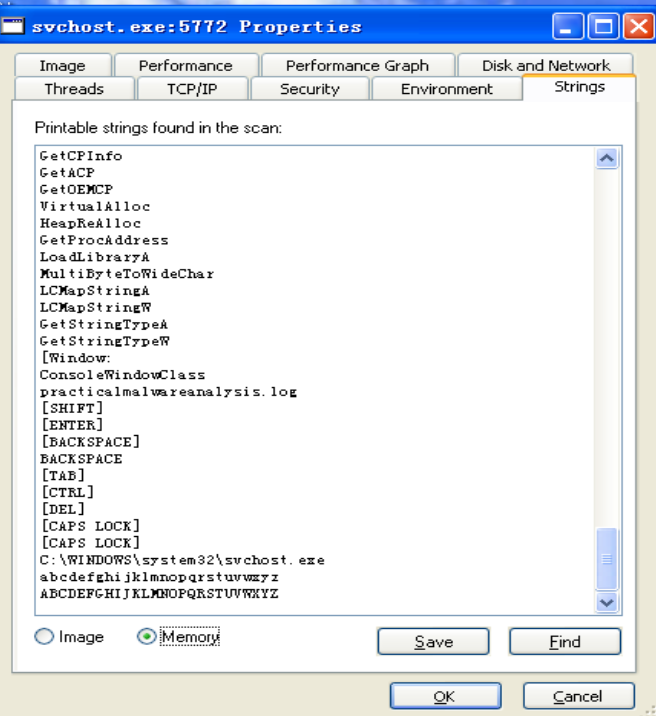 svchost.exe:5772 Properties
Image Performance Performance Graph Disk and Network
Threads TCP/IP Security Environment Strings
Printable strings found in the scan:
GetCPInfo
GetACP
GetOEMCP
VirtualAlloc
HeapReAlloc
GetProcAddress
LoadLibraryA
MultiByteToWideChar
LCMapStringA
LCMapStringW
GetStringTypeA
GetStringTypeW
[Window:
ConsoleWindowClass
practicalmalwareanalysis.log
[SHIFT]
[ENTER]
[BACKSPACE]
BACKSPACE
[TAB]
[CTRL]
[DEL]
[CAPS LOCK]
[CAPS LOCK]
C:\WINDOWS\system32\svchost.exe
abcdefghijklmnopqrstuvwxyz
ABCDEFGHIJKLMNOPQRSTUVWXYZ
Image Memory Save Find
OK Cancel